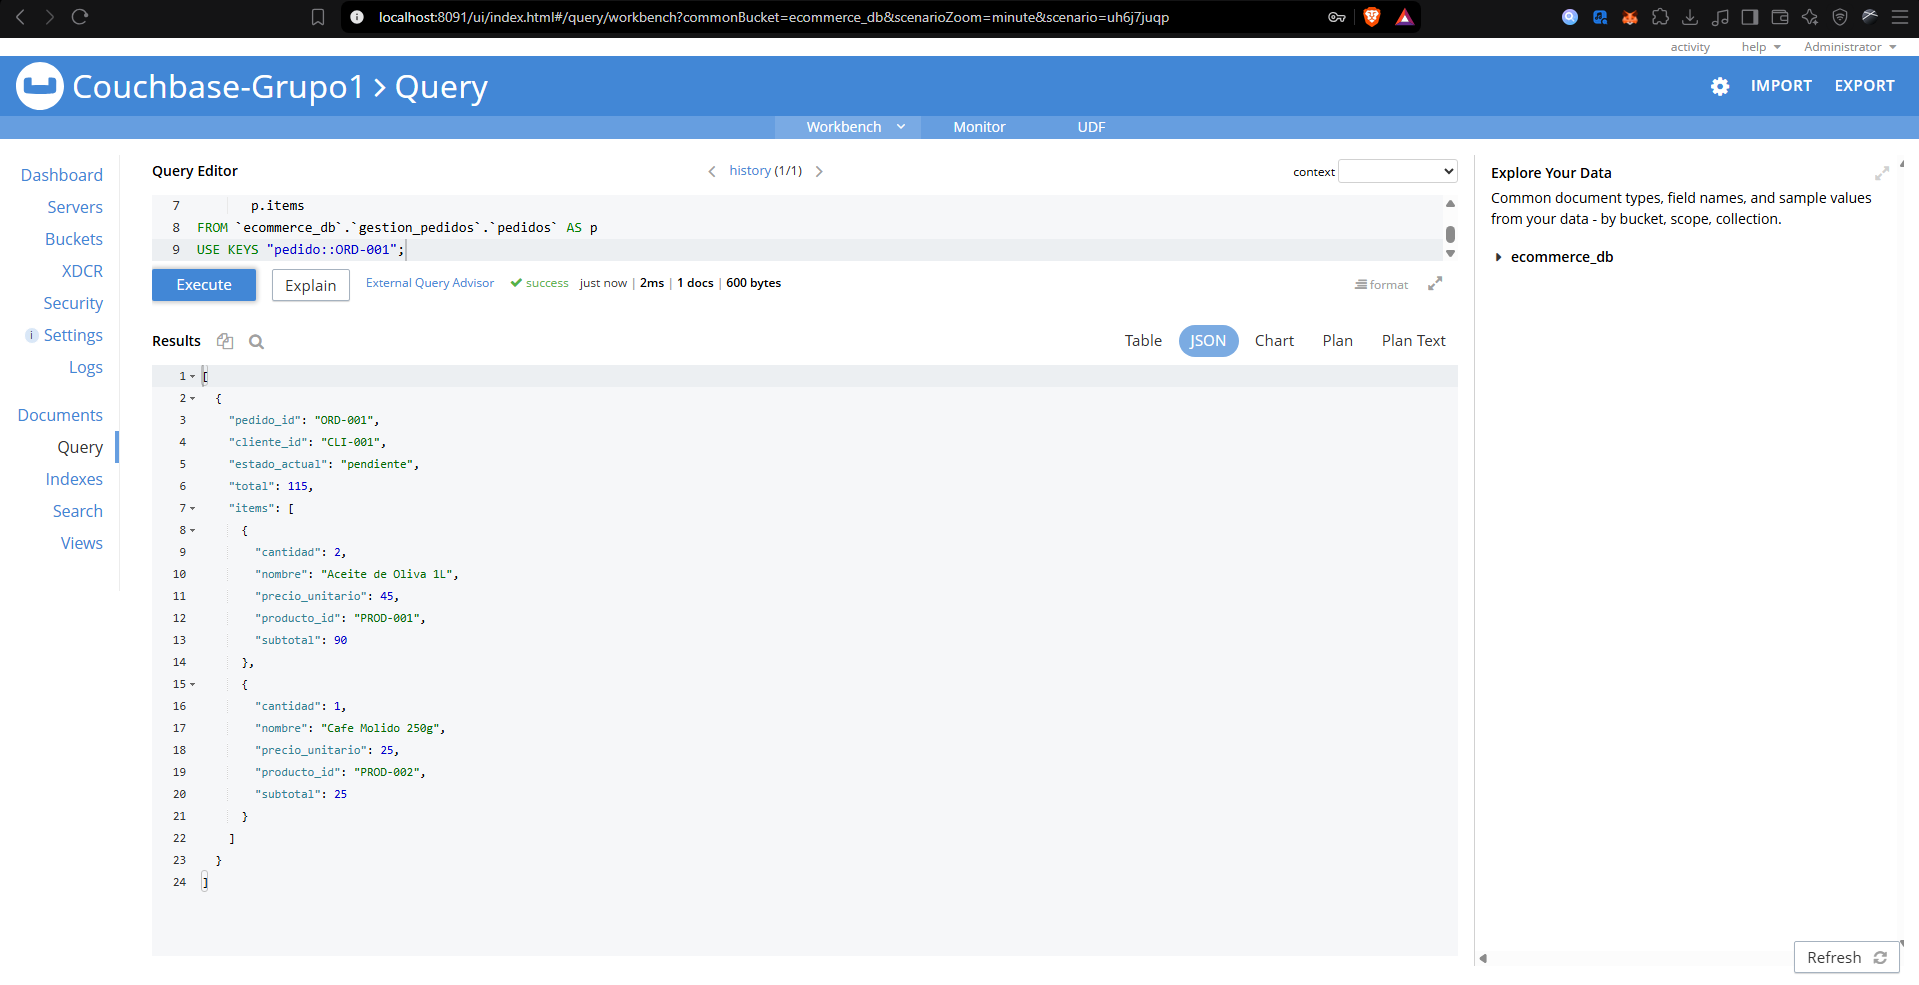 localhost:8091/ui/index.html#/query/workbench?commonBucket=ecommerce_db&scenarioZoom=minute&scenario=uh6j7juqp
activity help Administrator
Couchbase-Grupo1 > Query
IMPORT EXPORT
Workbench Monitor UDF
Dashboard
Servers
Buckets
XDCR
Security
i Settings
Logs
Documents
Query
Indexes
Search
Views
Query Editor
history (1/1)
context
7 p.items
8 FROM `ecommerce_db`.`gestion_pedidos`.`pedidos` AS p
9 USE KEYS "pedido::ORD-001";
Execute Explain External Query Advisor success just now | 2ms | 1 docs | 600 bytes
format
Results
Table JSON Chart Plan Plan Text
1 [
2 {
3 "pedido_id": "ORD-001",
4 "cliente_id": "CLI-001",
5 "estado_actual": "pendiente",
6 "total": 115,
7 "items": [
8 {
9 "cantidad": 2,
10 "nombre": "Aceite de Oliva 1L",
11 "precio_unitario": 45,
12 "producto_id": "PROD-001",
13 "subtotal": 90
14 },
15 {
16 "cantidad": 1,
17 "nombre": "Cafe Molido 250g",
18 "precio_unitario": 25,
19 "producto_id": "PROD-002",
20 "subtotal": 25
21 }
22 ]
23 }
24 ]
Explore Your Data
Common document types, field names, and sample values
from your data - by bucket, scope, collection.
ecommerce_db
Refresh